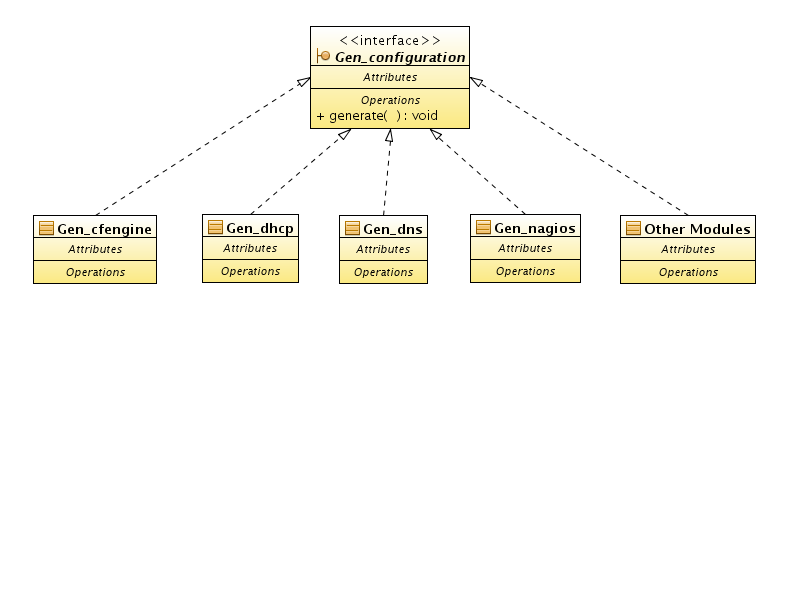 <<interface>>
Gen_configuration
Attributes
Operations
+ generate(  ) : void
Gen_cfengine
Attributes
Operations
Gen_dhcp
Attributes
Operations
Gen_dns
Attributes
Operations
Gen_nagios
Attributes
Operations
Other Modules
Attributes
Operations